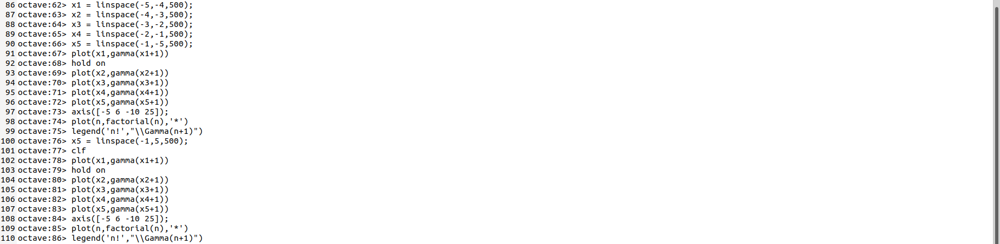 86 octave:62> x1 = linspace(-5,-4,500);
87 octave:63> x2 = linspace(-4,-3,500);
88 octave:64> x3 = linspace(-3,-2,500);
89 octave:65> x4 = linspace(-2,-1,500);
90 octave:66> x5 = linspace(-1,-5,500);
91 octave:67> plot(x1,gamma(x1+1))
92 octave:68> hold on
93 octave:69> plot(x2,gamma(x2+1))
94 octave:70> plot(x3,gamma(x3+1))
95 octave:71> plot(x4,gamma(x4+1))
96 octave:72> plot(x5,gamma(x5+1))
97 octave:73> axis([-5 6 -10 25]);
98 octave:74> plot(n,factorial(n),'*')
99 octave:75> legend('n!',"\\Gamma(n+1)")
100 octave:76> x5 = linspace(-1,5,500);
101 octave:77> clf
102 octave:78> plot(x1,gamma(x1+1))
103 octave:79> hold on
104 octave:80> plot(x2,gamma(x2+1))
105 octave:81> plot(x3,gamma(x3+1))
106 octave:82> plot(x4,gamma(x4+1))
107 octave:83> plot(x5,gamma(x5+1))
108 octave:84> axis([-5 6 -10 25]);
109 octave:85> plot(n,factorial(n),'*')
110 octave:86> legend('n!',"\\Gamma(n+1)")